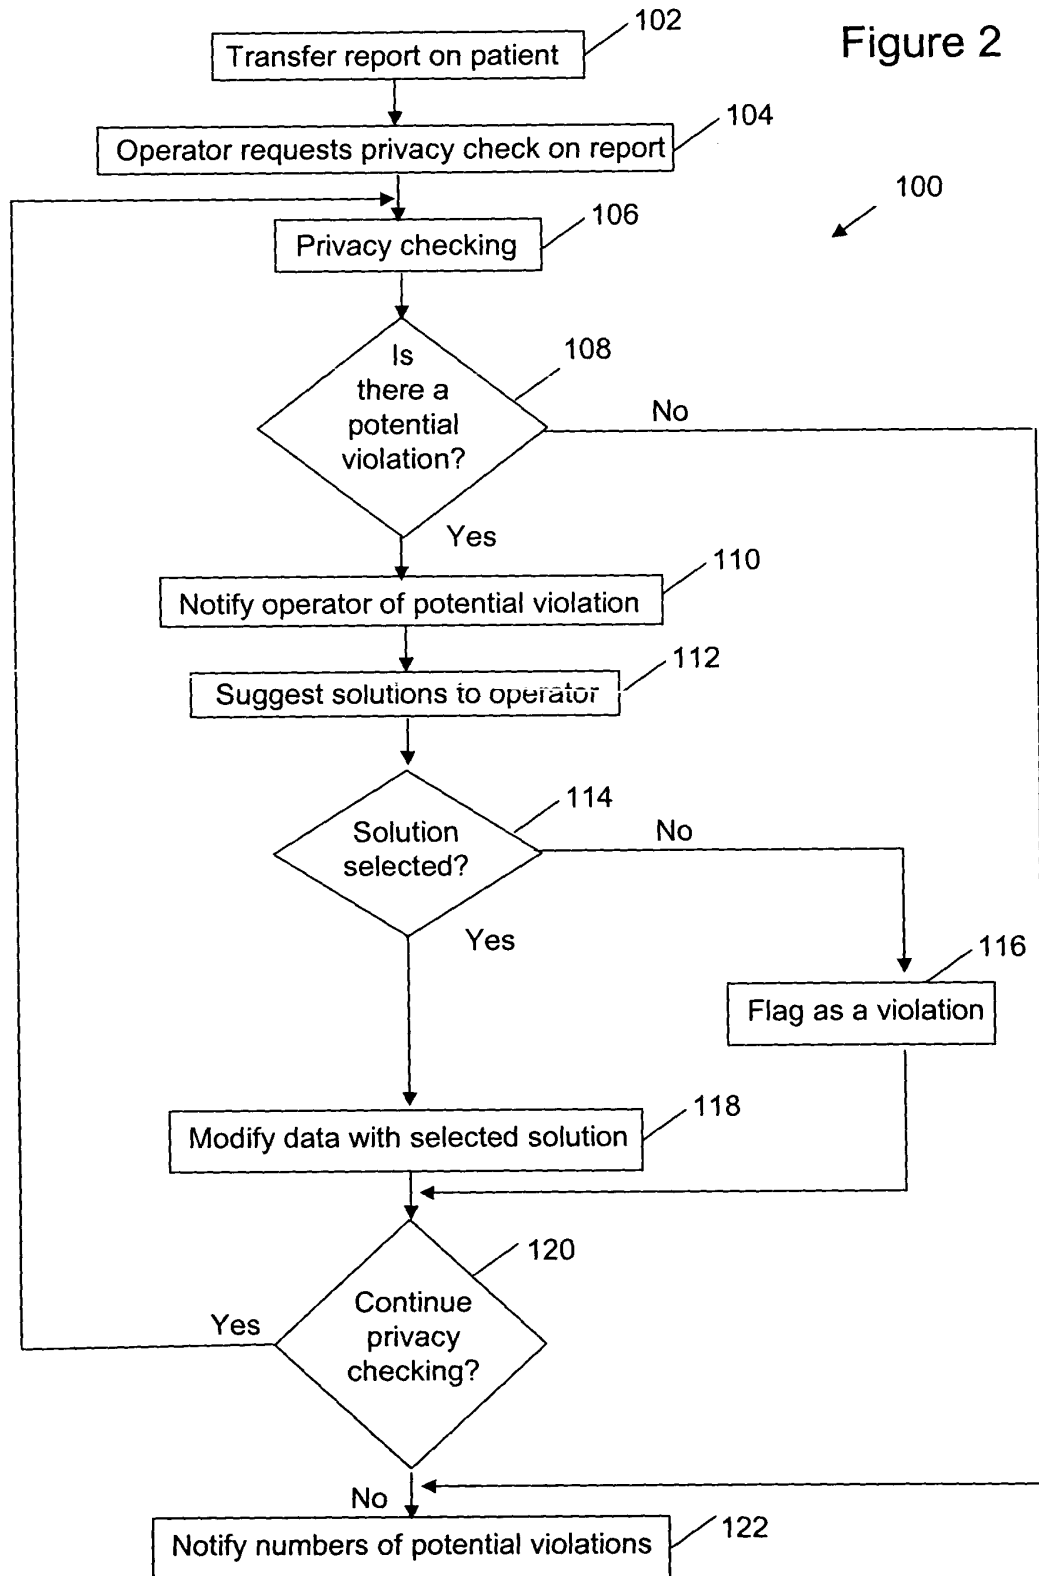 Figure 2
102
Transfer report on patient
104
Operator requests privacy check on report
100
106
Privacy checking
108
Is
there a
potential
violation?
No
Yes
110
Notify operator of potential violation
112
Suggest solutions to operator
114
Solution
selected?
No
Yes
116
Flag as a violation
118
Modify data with selected solution
120
Continue
privacy
checking?
Yes
No
122
Notify numbers of potential violations